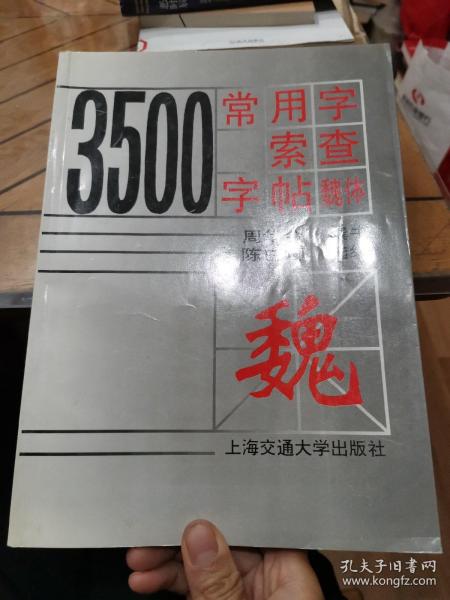 3500
常用字
索查
字帖魏体
魏
上海交通大学出版社
孔夫子旧书网
www.kongfz.com